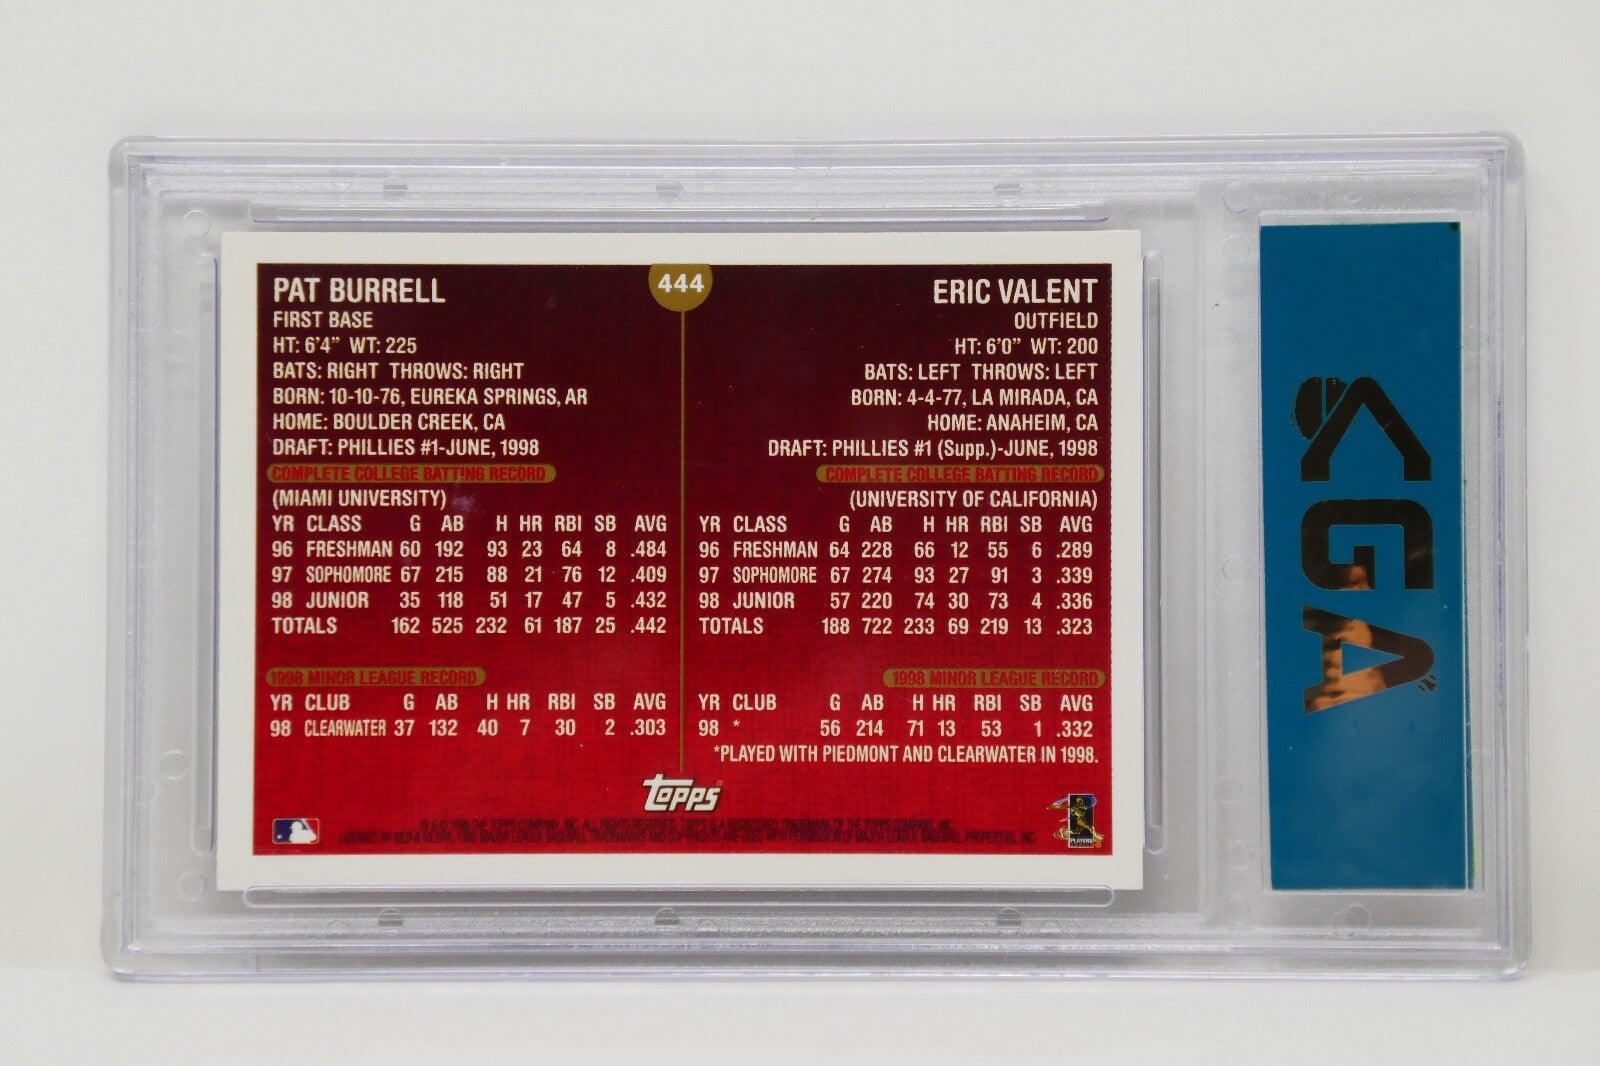 444
PAT BURRELL
FIRST BASE
HT: 6'4" WT: 225
BATS: RIGHT THROWS: RIGHT
BORN: 10-10-76, EUREKA SPRINGS, AR
HOME: BOULDER CREEK, CA
DRAFT: PHILLIES #1-JUNE, 1998
COMPLETE COLLEGE BATTING RECORD
(MIAMI UNIVERSITY)
YR CLASS G AB H HR RBI SB AVG
96 FRESHMAN 60 192 93 23 64 8 .484
97 SOPHOMORE 67 215 88 21 76 12 .409
98 JUNIOR 35 118 51 17 47 5 .432
TOTALS 162 525 232 61 187 25 .442
1998 MINOR LEAGUE RECORD
YR CLUB G AB H HR RBI SB AVG
98 CLEARWATER 37 132 40 7 30 2 .303
ERIC VALENT
OUTFIELD
HT: 6'0" WT: 200
BATS: LEFT THROWS: LEFT
BORN: 4-4-77, LA MIRADA, CA
HOME: ANAHEIM, CA
DRAFT: PHILLIES #1 (Supp.)-JUNE, 1998
COMPLETE COLLEGE BATTING RECORD
(UNIVERSITY OF CALIFORNIA)
YR CLASS G AB H HR RBI SB AVG
96 FRESHMAN 64 228 66 12 55 6 .289
97 SOPHOMORE 67 274 93 27 91 3 .339
98 JUNIOR 57 220 74 30 73 4 .336
TOTALS 188 722 233 69 219 13 .323
1998 MINOR LEAGUE RECORD
YR CLUB G AB H HR RBI SB AVG
98 * 56 214 71 13 53 1 .332
*PLAYED WITH PIEDMONT AND CLEARWATER IN 1998.
TOPPS
PLAYERS
KGA